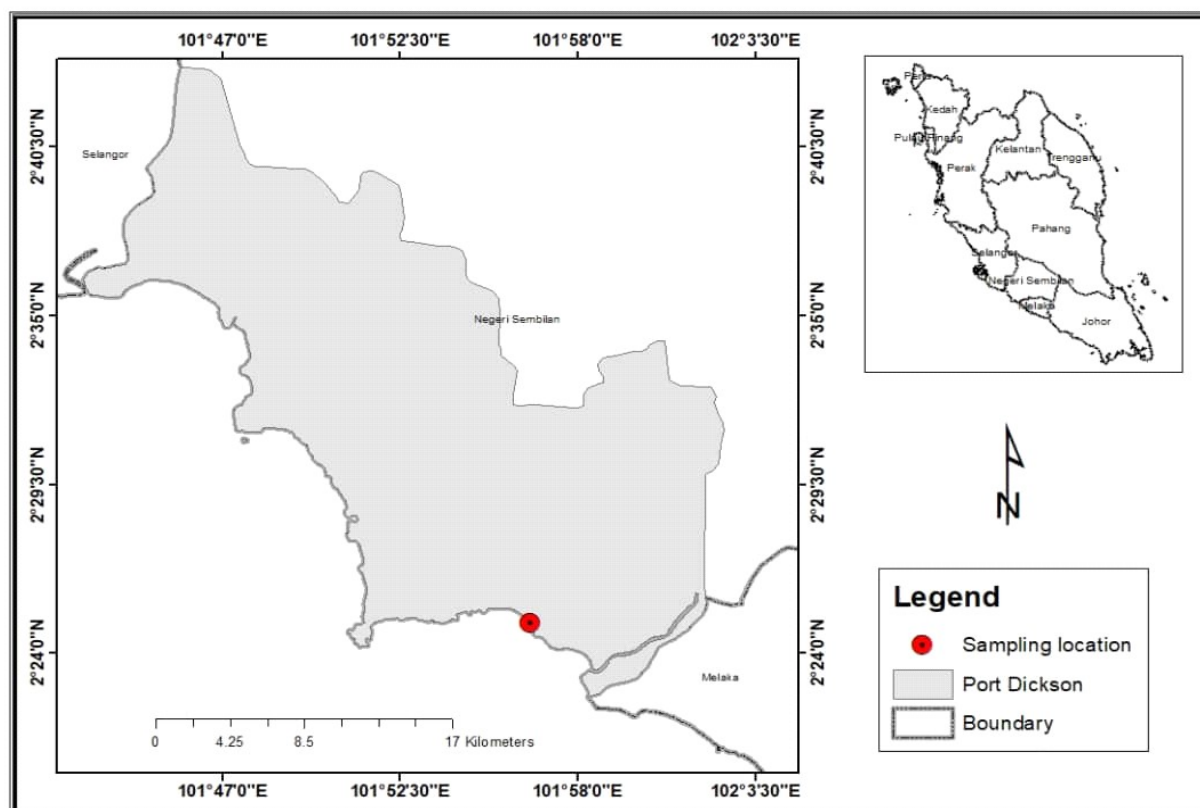 101°47'0"E 101°52'30"E 101°58'0"E 102°3'30"E
2°40'30"N
2°35'0"N
2°29'30"N
2°24'0"N
Selangor
Negeri Sembilan
Melaka
0 4.25 8.5 17 Kilometers
2°40'30"N
2°35'0"N
2°29'30"N
2°24'0"N
101°47'0"E 101°52'30"E 101°58'0"E 102°3'30"E
Kedah
Pulau Pinang
Kelantan
Trengganu
Perak
Pahang
Selangor
Negeri Sembilan
Melaka
Johor
N
Legend
Sampling location
Port Dickson
Boundary